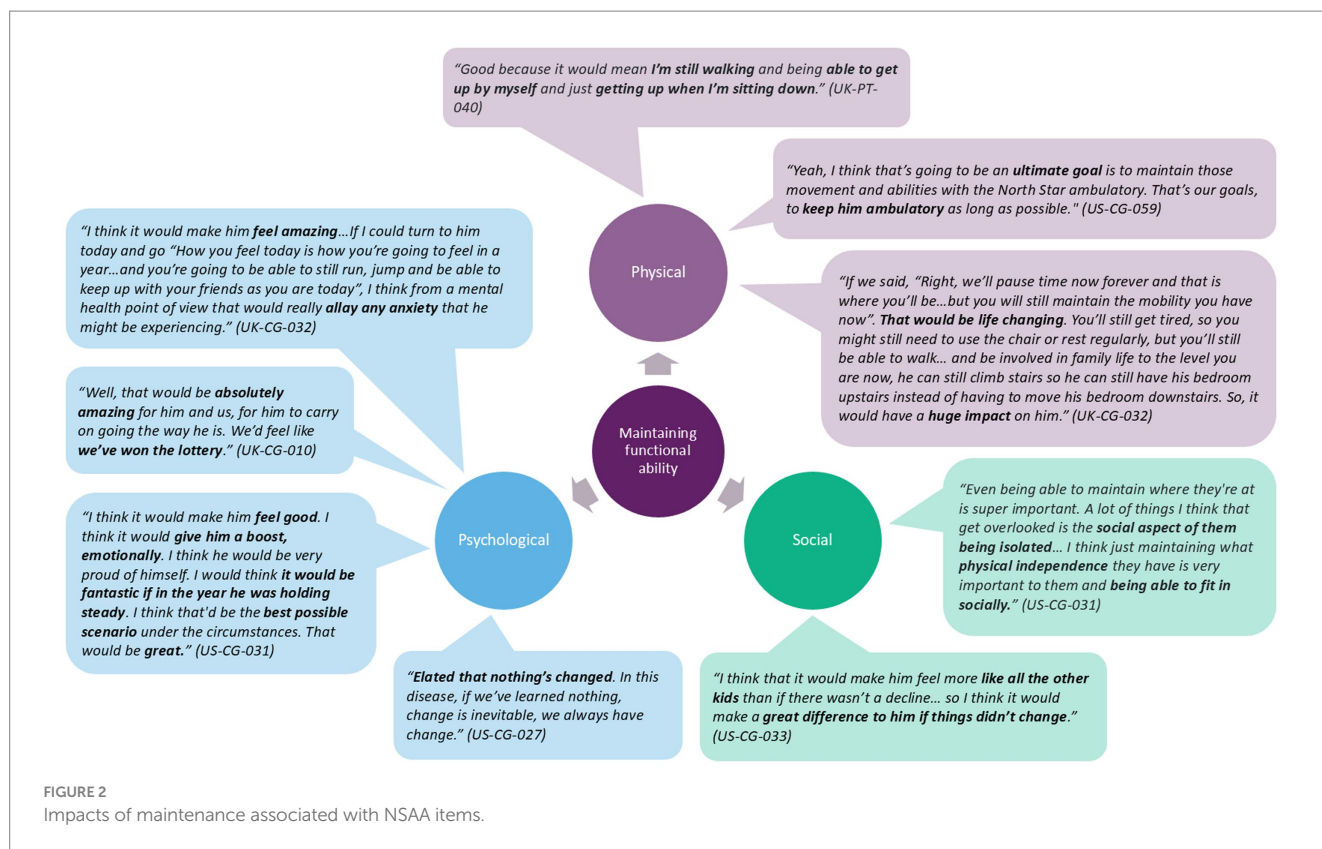 “Good because it would mean I’m still walking and being able to get
up by myself and just getting up when I’m sitting down.” (UK-PT-
040)
“Yeah, I think that’s going to be an ultimate goal is to maintain those
movement and abilities with the North Star ambulatory. That’s our goals,
to keep him ambulatory as long as possible." (US-CG-059)
“I think it would make him feel amazing…If I could turn to him
today and go “How you feel today is how you’re going to feel in a
year…and you’re going to be able to still run, jump and be able to
keep up with your friends as you are today”, I think from a mental
health point of view that would really allay any anxiety that he
might be experiencing.” (UK-CG-032)
Physical
“If we said, “Right, we’ll pause time now forever and that is
where you’ll be…but you will still maintain the mobility you have
now”. That would be life changing. You’ll still get tired, so you
might still need to use the chair or rest regularly, but you’ll still
be able to walk… and be involved in family life to the level you
are now, he can still climb stairs so he can still have his bedroom
upstairs instead of having to move his bedroom downstairs. So, it
would have a huge impact on him.” (UK-CG-032)
“Well, that would be absolutely
amazing for him and us, for him to carry
on going the way he is. We’d feel like
we’ve won the lottery.” (UK-CG-010)
Maintaining
functional
ability
“I think it would make him feel good. I
think it would give him a boost,
emotionally. I think he would be very
proud of himself. I would think it would be
fantastic if in the year he was holding
steady. I think that'd be the best possible
scenario under the circumstances. That
would be great.” (US-CG-031)
Psychological
Social
“Even being able to maintain where they're at
is super important. A lot of things I think that
get overlooked is the social aspect of them
being isolated… I think just maintaining what
physical independence they have is very
important to them and being able to fit in
socially.” (US-CG-031)
“Elated that nothing’s changed. In this
disease, if we’ve learned nothing,
change is inevitable, we always have
change.” (US-CG-027)
“I think that it would make him feel more like all the other
kids than if there wasn’t a decline… so I think it would
make a great difference to him if things didn’t change.”
(US-CG-033)
FIGURE 2
Impacts of maintenance associated with NSAA items.